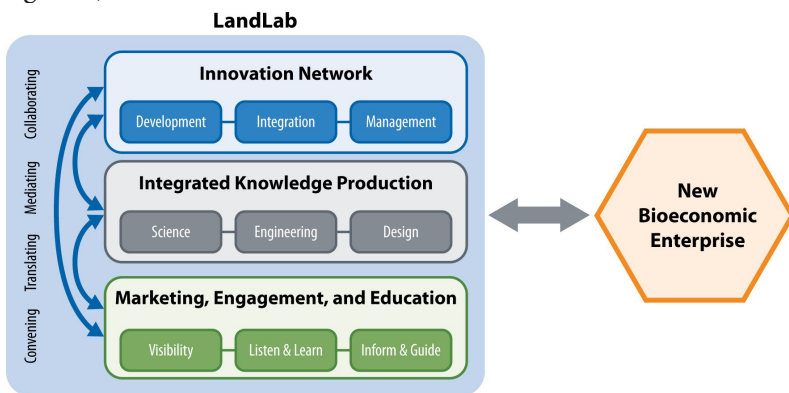 LandLab
Innovation Network
Development
Integration
Management
Integrated Knowledge Production
Science
Engineering
Design
Marketing, Engagement, and Education
Visibility
Listen & Learn
Inform & Guide
Collaborating
Mediating
Translating
Convening
New
Bioeconomic
Enterprise